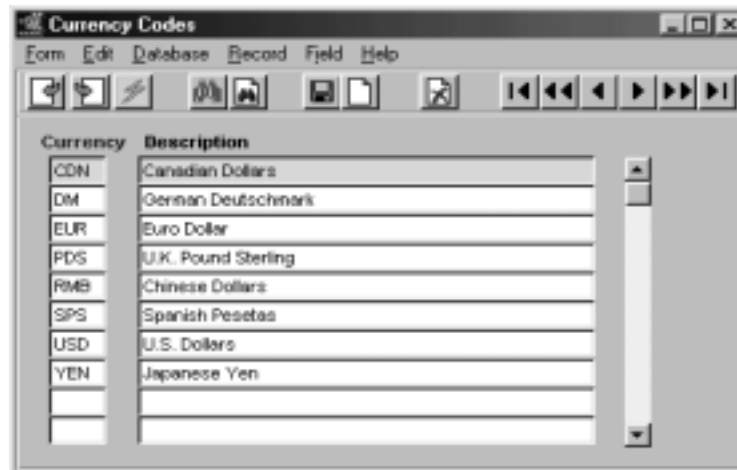 Currency Codes
Form Edit Database Record Field Help
Currency Description
CDN Canadian Dollars
DM German Deutschmark
EUR Euro Dollar
PDS U.K. Pound Sterling
RMB Chinese Dollars
SPS Spanish Pesetas
USD U.S. Dollars
YEN Japanese Yen